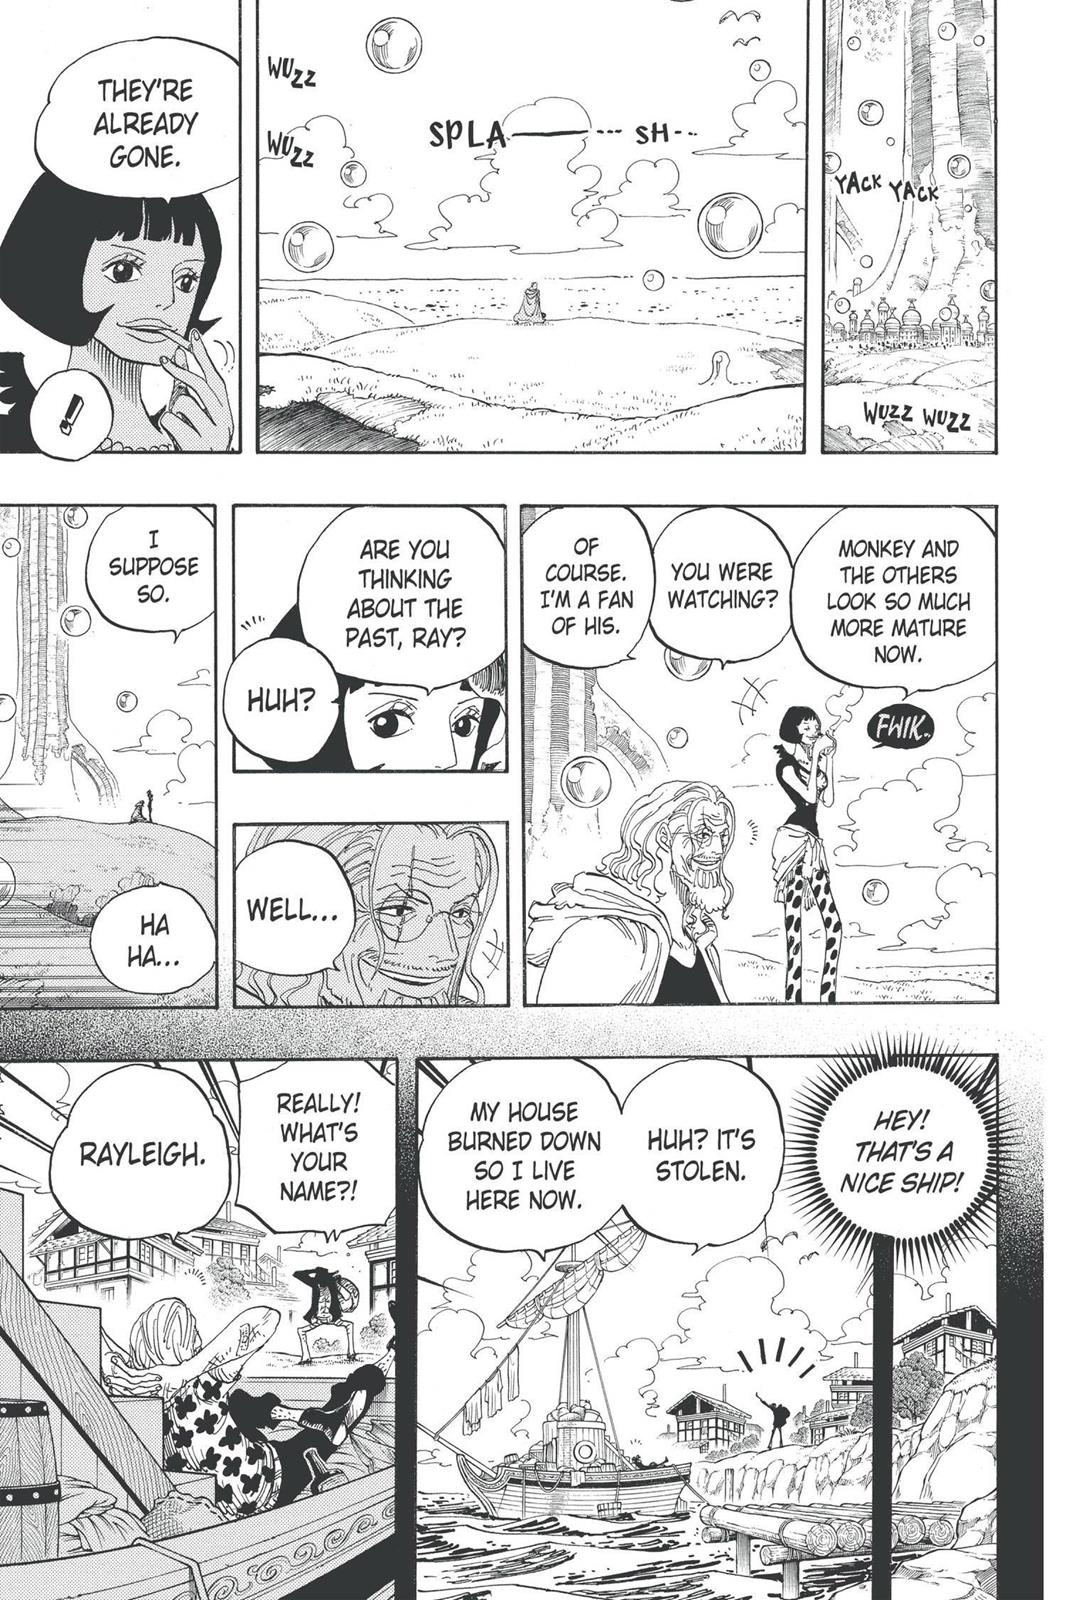 YACK YACK
WUZZ WUZZ
WUZZ
WUZZ
SPLA
SH
THEY'RE
ALREADY
GONE.
!!
MONKEY AND
THE OTHERS
LOOK SO MUCH
MORE MATURE
NOW.
FWIK..
YOU WERE
WATCHING?
OF
COURSE.
I'M A FAN
OF HIS.
ARE YOU
THINKING
ABOUT THE
PAST, RAY?
HUH?
WELL...
I
SUPPOSE
SO.
HA
HA...
HEY!
THAT'S A
NICE SHIP!
HUH? IT'S
STOLEN.
MY HOUSE
BURNED DOWN
SO I LIVE
HERE NOW.
REALLY!
WHAT'S
YOUR
NAME?!
RAYLEIGH.